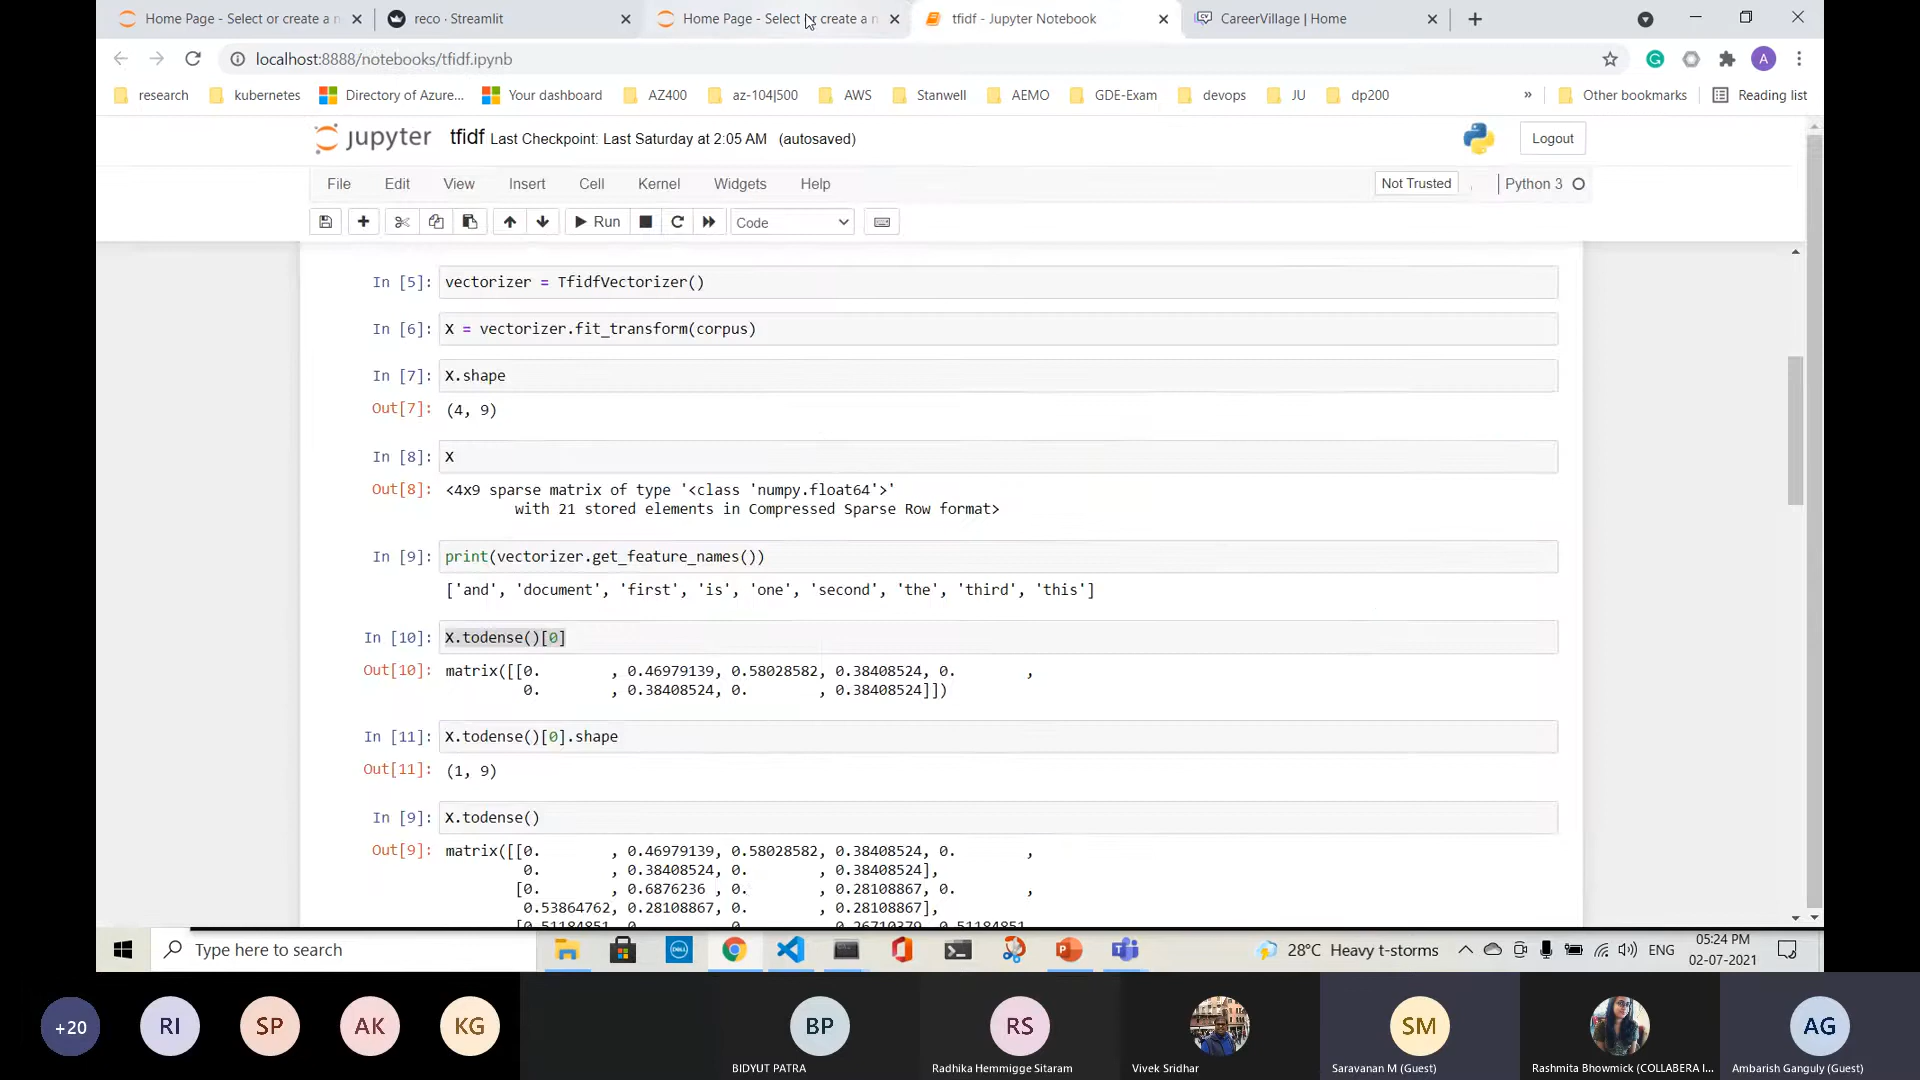 Home Page - Select or create a n
reco · Streamlit
Home Page - Select or create a n
tfidf - Jupyter Notebook
CareerVillage | Home
localhost:8888/notebooks/tfidf.ipynb
A
research
kubernetes
Directory of Azure...
Your dashboard
AZ400
az-104|500
AWS
Stanwell
AEMO
GDE-Exam
devops
JU
dp200
»
Other bookmarks
Reading list
jupyter tfidf Last Checkpoint: Last Saturday at 2:05 AM (autosaved)
Logout
File Edit View Insert Cell Kernel Widgets Help
Not Trusted
Python 3
Run
Code
In [5]: vectorizer = TfidfVectorizer()
In [6]: X = vectorizer.fit_transform(corpus)
In [7]: X.shape
Out[7]: (4, 9)
In [8]: X
Out[8]: <4x9 sparse matrix of type '<class 'numpy.float64'>'
with 21 stored elements in Compressed Sparse Row format>
In [9]: print(vectorizer.get_feature_names())
['and', 'document', 'first', 'is', 'one', 'second', 'the', 'third', 'this']
In [10]: X.todense()[0]
Out[10]: matrix([[0. , 0.46979139, 0.58028582, 0.38408524, 0. ,
0. , 0.38408524, 0. , 0.38408524]])
In [11]: X.todense()[0].shape
Out[11]: (1, 9)
In [9]: X.todense()
Out[9]: matrix([[0. , 0.46979139, 0.58028582, 0.38408524, 0. ,
0. , 0.38408524, 0. , 0.38408524],
[0. , 0.6876236 , 0. , 0.28108867, 0. ,
0.53864762, 0.28108867, 0. , 0.28108867],
[0.51184851, 0. , 0. , 0.26710379, 0.51184851,
Type here to search
DELL
28°C Heavy t-storms
ENG
05:24 PM
02-07-2021
+20
RI
SP
AK
KG
BP
RS
SM
AG
BIDYUT PATRA
Radhika Hemmigge Sitaram
Vivek Sridhar
Saravanan M (Guest)
Rashmita Bhowmick (COLLABERA I...
Ambarish Ganguly (Guest)